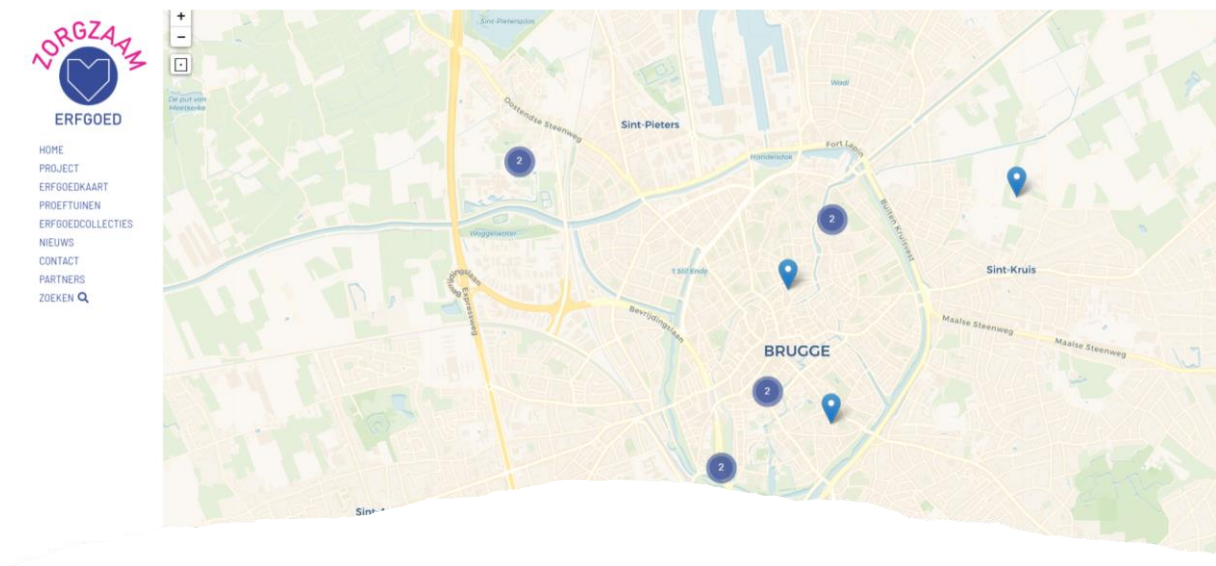 ZORGZAAM
ERFGOED
HOME
PROJECT
ERFGOEDKAART
PROEFTUINEN
ERFGOEDCOLLECTIES
NIEUWS
CONTACT
PARTNERS
ZOEKEN
+
−
Sint-Pietersplas
De put van
Meetkerke
Oostendse Steenweg
Sint-Pieters
Wadi
Handelsdok
Fort Lapin
2
2
Buiten Kruisvest
Waggelwater
't Stil Ende
Sint-Kruis
Bevrijdingslaan
Expressweg
Bevrijdingslaan
Maalse Steenweg
Maalse Steenweg
BRUGGE
2
2